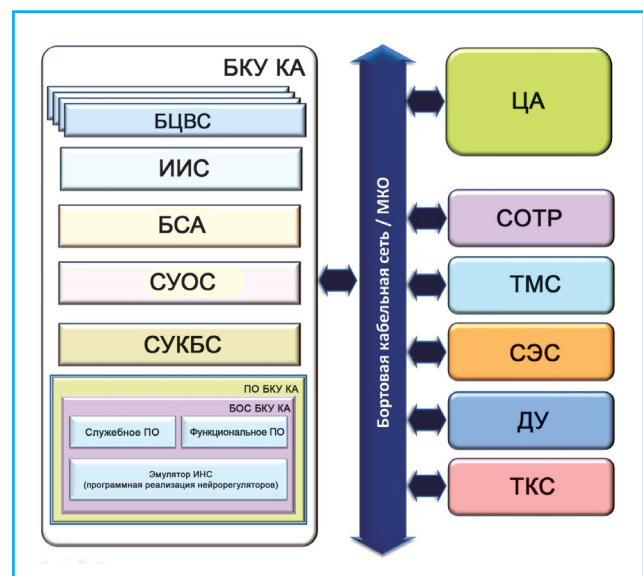 БКУ КА
БЦВС
ИИС
БСА
СУОС
СУКБС
ПО БКУ КА
БОС БКУ КА
Служебное ПО
Функциональное ПО
Эмулятор ИНС
(программная реализация нейрорегуляторов)
Бортовая кабельная сеть / МКО
ЦА
СОТР
ТМС
СЭС
ДУ
ТКС